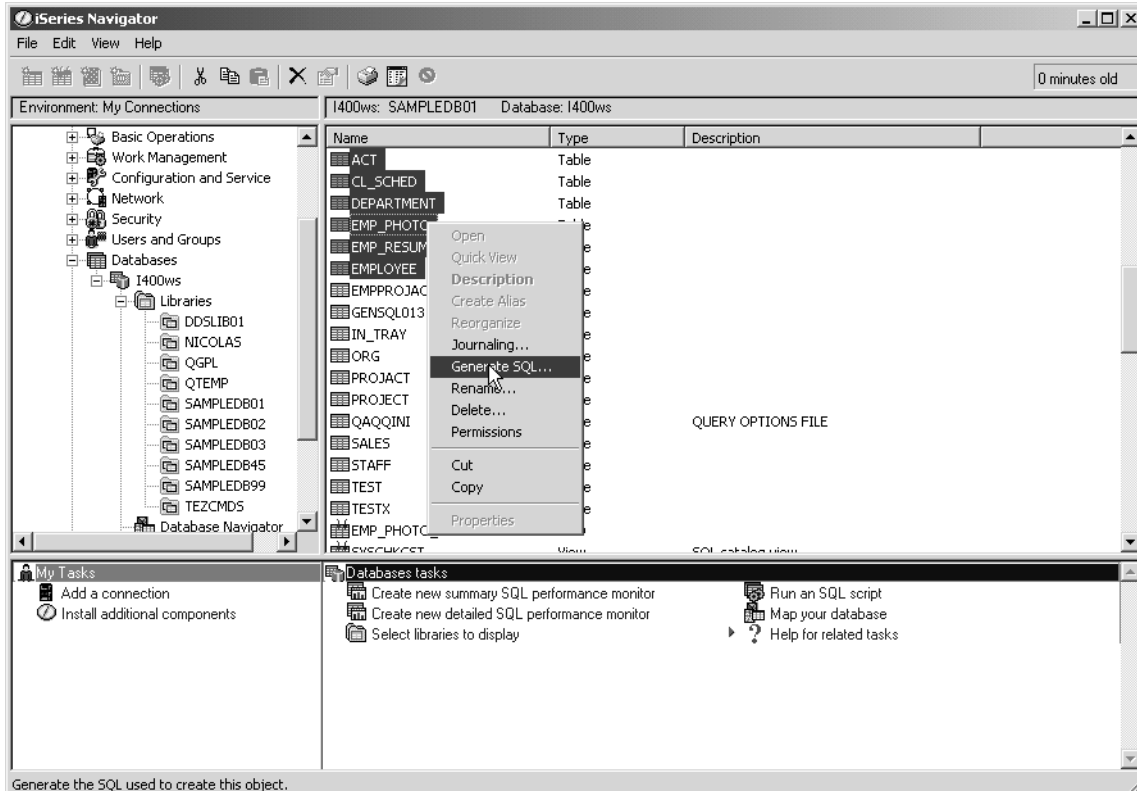 iSeries Navigator
File Edit View Help
0 minutes old
Environment: My Connections
I400ws: SAMPLEDB01 Database: I400ws
Basic Operations
Work Management
Configuration and Service
Network
Security
Users and Groups
Databases
I400ws
Libraries
DDSLIB01
NICOLAS
QGPL
QTEMP
SAMPLEDB01
SAMPLEDB02
SAMPLEDB03
SAMPLEDB45
SAMPLEDB99
TEZCMDS
Database Navigator
Name Type Description
ACT Table
CL_SCHED Table
DEPARTMENT Table
EMP_PHOTO
EMP_RESUM
EMPLOYEE
EMPPROJAC
GENSQL013
IN_TRAY
ORG
PROJACT
PROJECT
QAQQINI QUERY OPTIONS FILE
SALES
STAFF
TEST
TESTX
EMP_PHOTO_
SYSCHKCST View SQL catalog view
Open
Quick View
Description
Create Alias
Reorganize
Journaling...
Generate SQL...
Rename...
Delete...
Permissions
Cut
Copy
Properties
My Tasks
Add a connection
Install additional components
Databases tasks
Create new summary SQL performance monitor
Create new detailed SQL performance monitor
Select libraries to display
Run an SQL script
Map your database
Help for related tasks
Generate the SQL used to create this object.